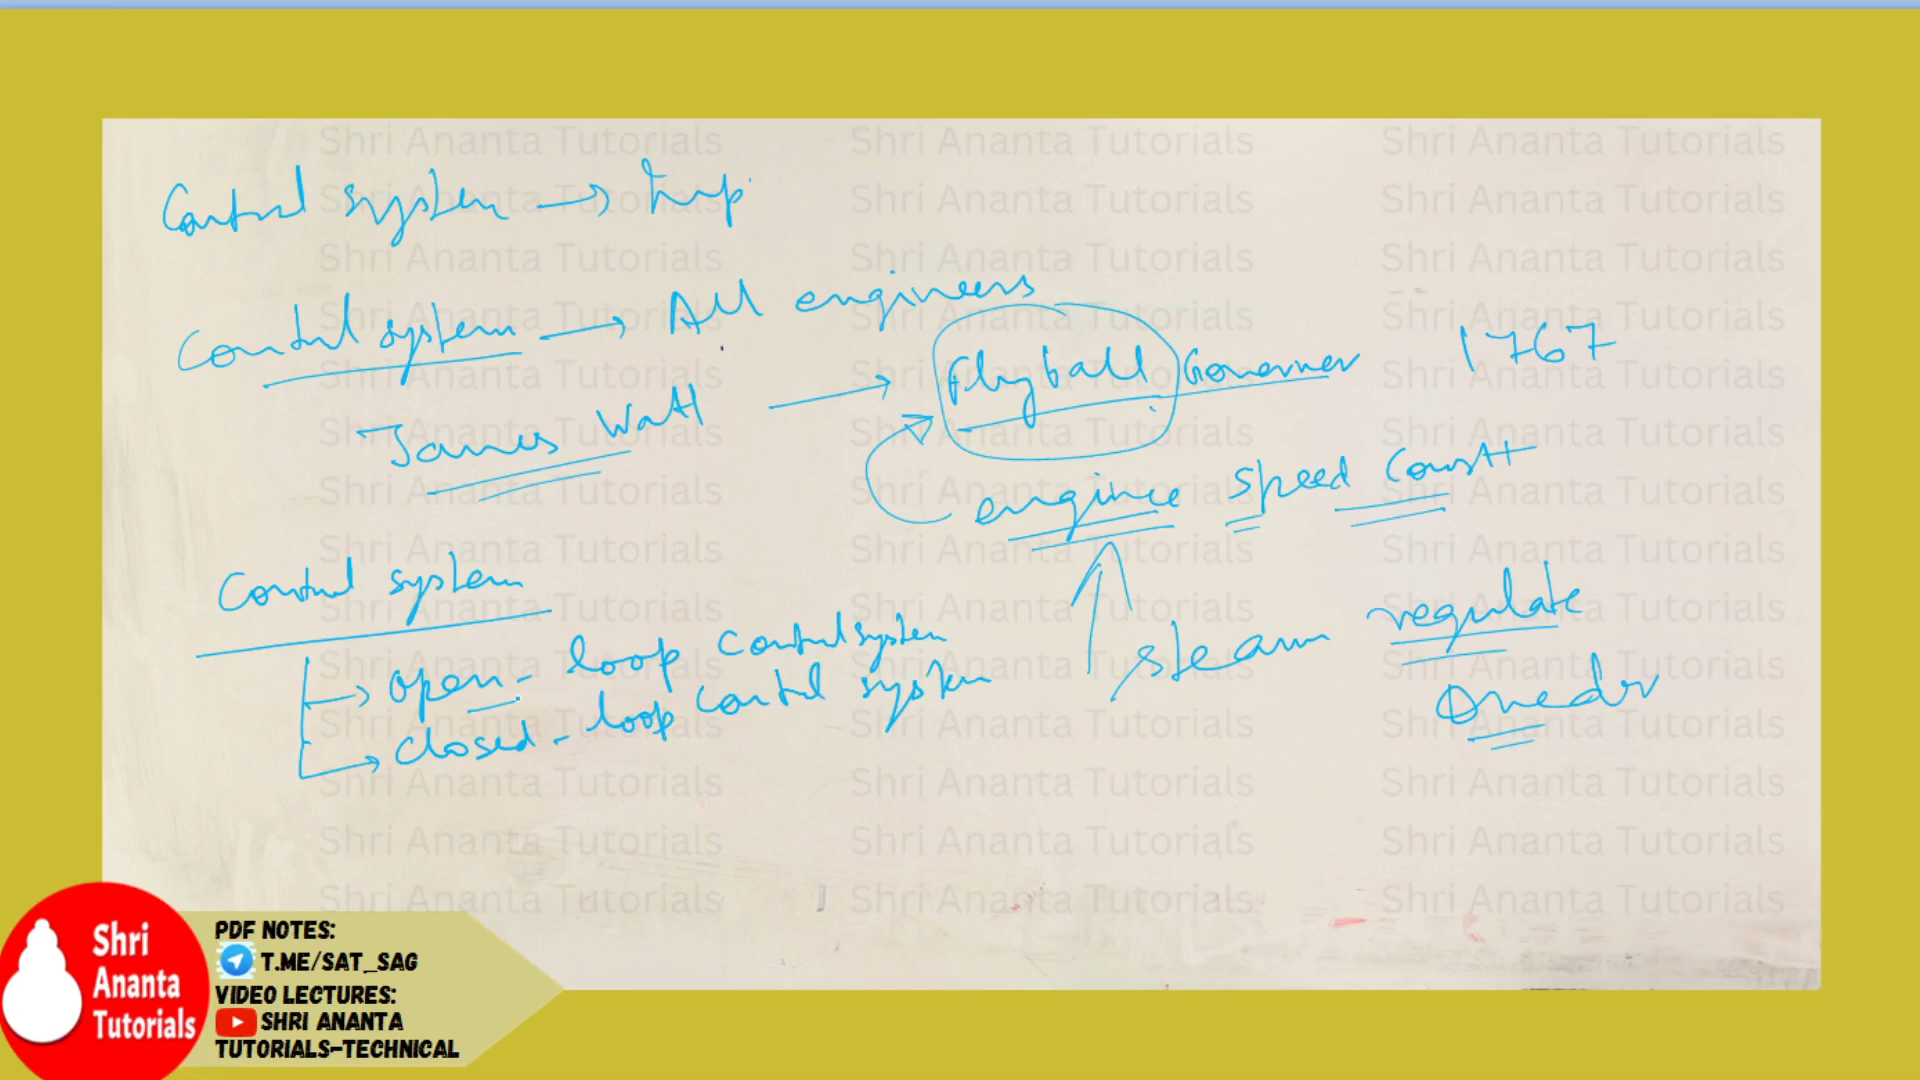 Control system → Imp.
Control system → All engineers
James Watt → Flyball Governer 1767
engine speed constt
steam regulate
Control system
→ open - loop control system
→ closed - loop control system
Shri Ananta Tutorials
PDF NOTES:
T.ME/SAT_SAG
VIDEO LECTURES:
SHRI ANANTA
TUTORIALS-TECHNICAL